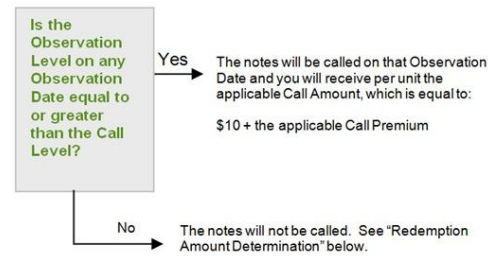 Is the
Observation
Level on any
Observation
Date equal to
or greater
than the Call
Level?
Yes
The notes will be called on that Observation
Date and you will receive per unit the
applicable Call Amount, which is equal to:
$10 + the applicable Call Premium
No
The notes will not be called. See “Redemption
Amount Determination” below.